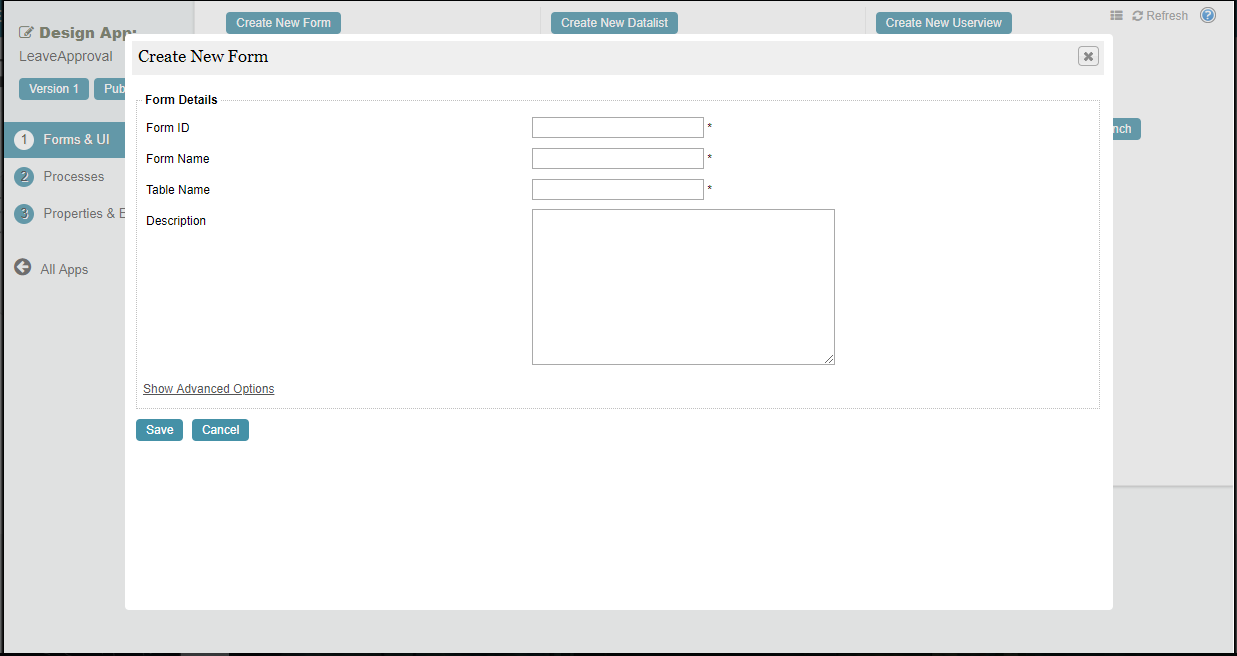 Create New Form
Create New Datalist
Create New Userview
Refresh
?
Design App:
LeaveApproval
Version 1
Pub
1 Forms & UI
2 Processes
3 Properties & E
All Apps
Create New Form
Form Details
Form ID *
Form Name *
Table Name *
Description
Show Advanced Options
Save Cancel
nch